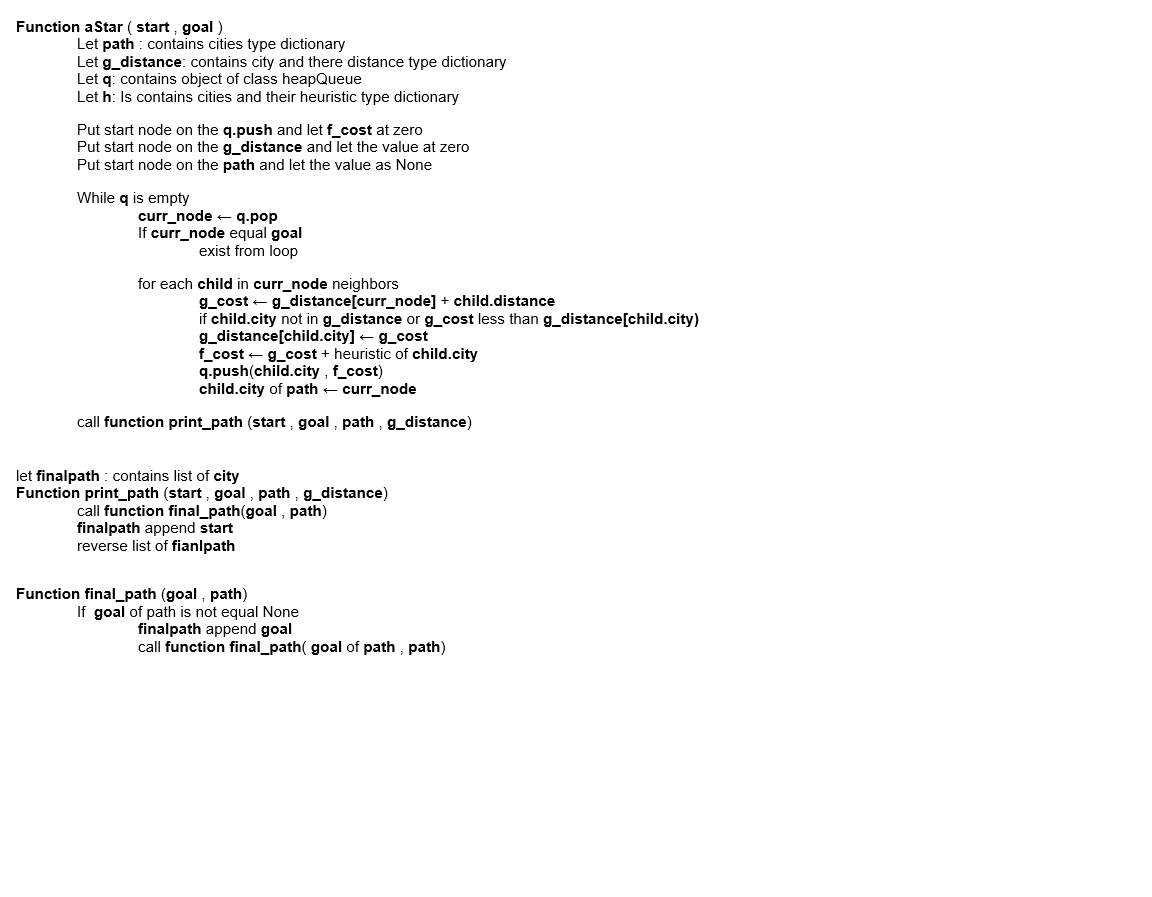 Function aStar ( start , goal )
Let path : contains cities type dictionary
Let g_distance: contains city and there distance type dictionary
Let q: contains object of class heapQueue
Let h: Is contains cities and their heuristic type dictionary
Put start node on the q.push and let f_cost at zero
Put start node on the g_distance and let the value at zero
Put start node on the path and let the value as None
While q is empty
curr_node ← q.pop
If curr_node equal goal
exist from loop
for each child in curr_node neighbors
g_cost ← g_distance[curr_node] + child.distance
if child.city not in g_distance or g_cost less than g_distance[child.city)
g_distance[child.city] ← g_cost
f_cost ← g_cost + heuristic of child.city
q.push(child.city , f_cost)
child.city of path ← curr_node
call function print_path (start , goal , path , g_distance)
let finalpath : contains list of city
Function print_path (start , goal , path , g_distance)
call function final_path(goal , path)
finalpath append start
reverse list of fianlpath
Function final_path (goal , path)
If  goal of path is not equal None
finalpath append goal
call function final_path( goal of path , path)